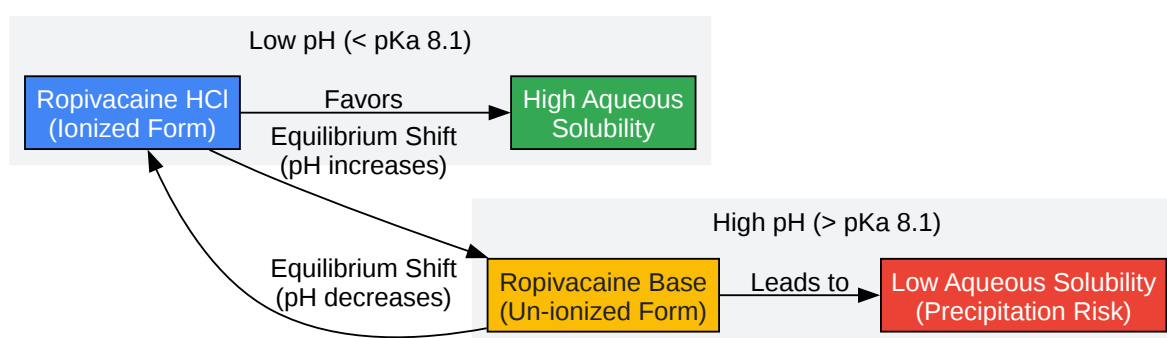 Low pH (< pKa 8.1)
Ropivacaine HCl
(Ionized Form)
Favors
High Aqueous
Solubility
Equilibrium Shift
(pH increases)
High pH (> pKa 8.1)
Equilibrium Shift
(pH decreases)
Ropivacaine Base
(Un-ionized Form)
Leads to
Low Aqueous Solubility
(Precipitation Risk)